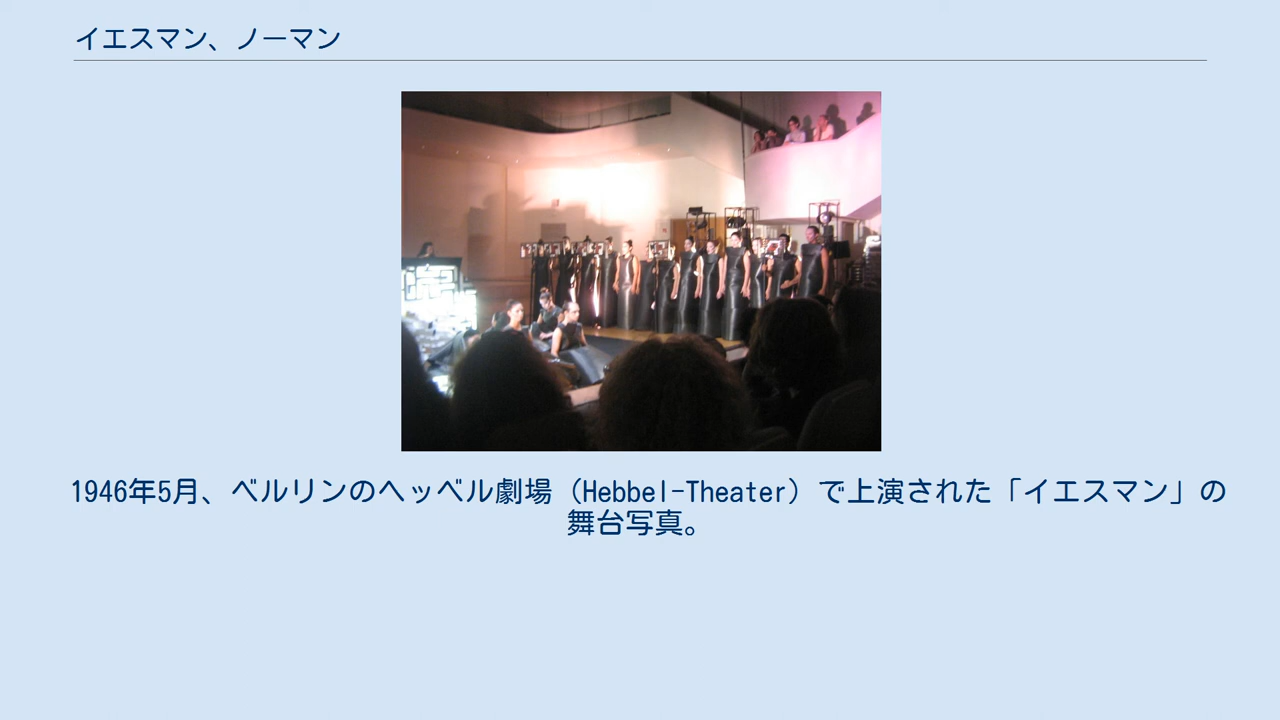 イエスマン、ノーマン
1946年5月、ベルリンのヘッベル劇場（Hebbel-Theater）で上演された「イエスマン」の
舞台写真。